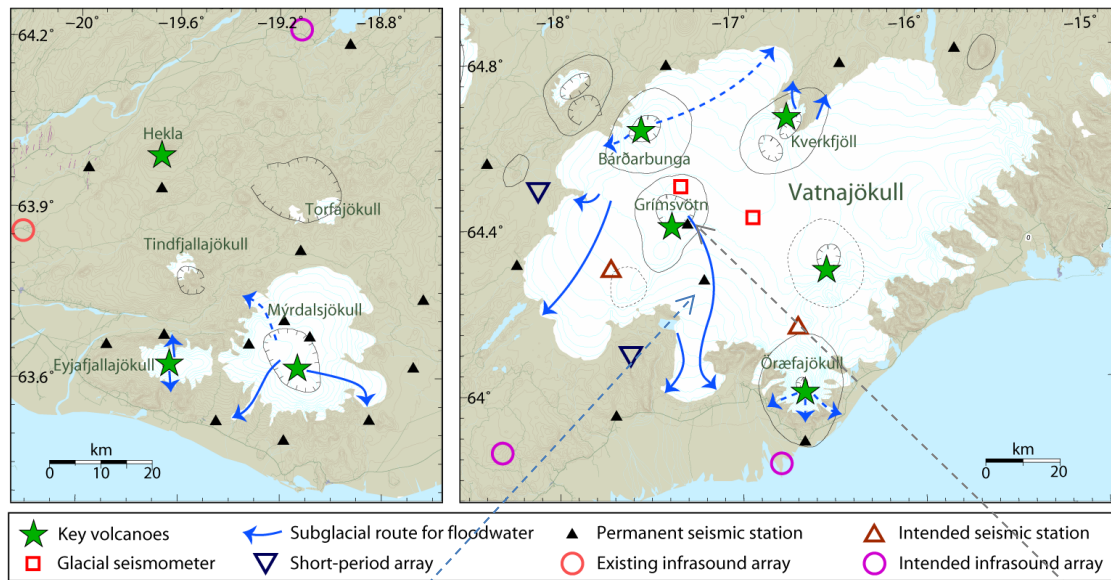 −20 −19.6 −19.2 −18.8
64.2
63.9
63.6
Hekla
Torfajökull
Tindfjallajökull
Mýrdalsjökull
Eyjafjallajökull
km
0 10 20
−18 −17 −16 −15
64.8
64.4
64
Bárðarbunga
Kverkfjöll
Grímsvötn
Vatnajökull
Öræfajökull
0
km
0 20
Key volcanoes
Subglacial route for floodwater
Permanent seismic station
Intended seismic station
Glacial seismometer
Short-period array
Existing infrasound array
Intended infrasound array